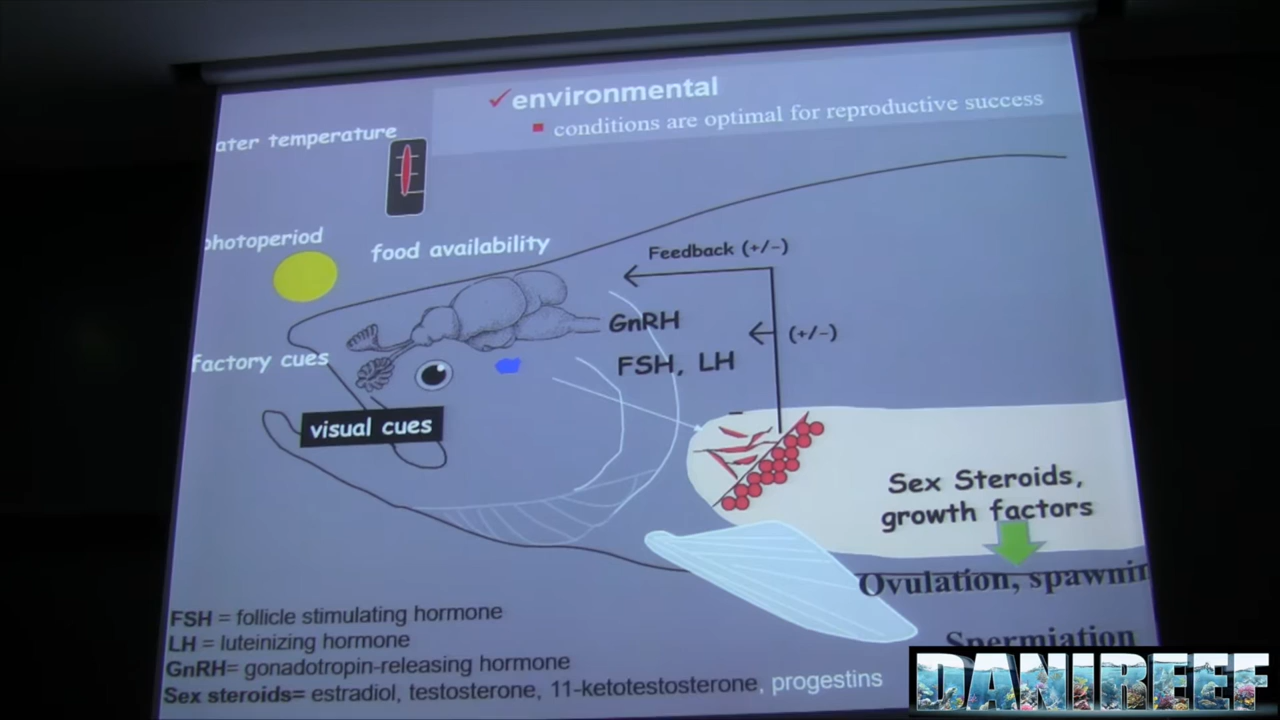 environmental
conditions are optimal for reproductive success
ater temperature
photoperiod
food availability
Feedback (+/-)
GnRH
(+/-)
factory cues
FSH, LH
visual cues
Sex Steroids,
growth factors
Ovulation, spawnin
Spermiation
FSH = follicle stimulating hormone
LH = luteinizing hormone
GnRH= gonadotropin-releasing hormone
Sex steroids= estradiol, testosterone, 11-ketotestosterone, progestins
DANIREEF